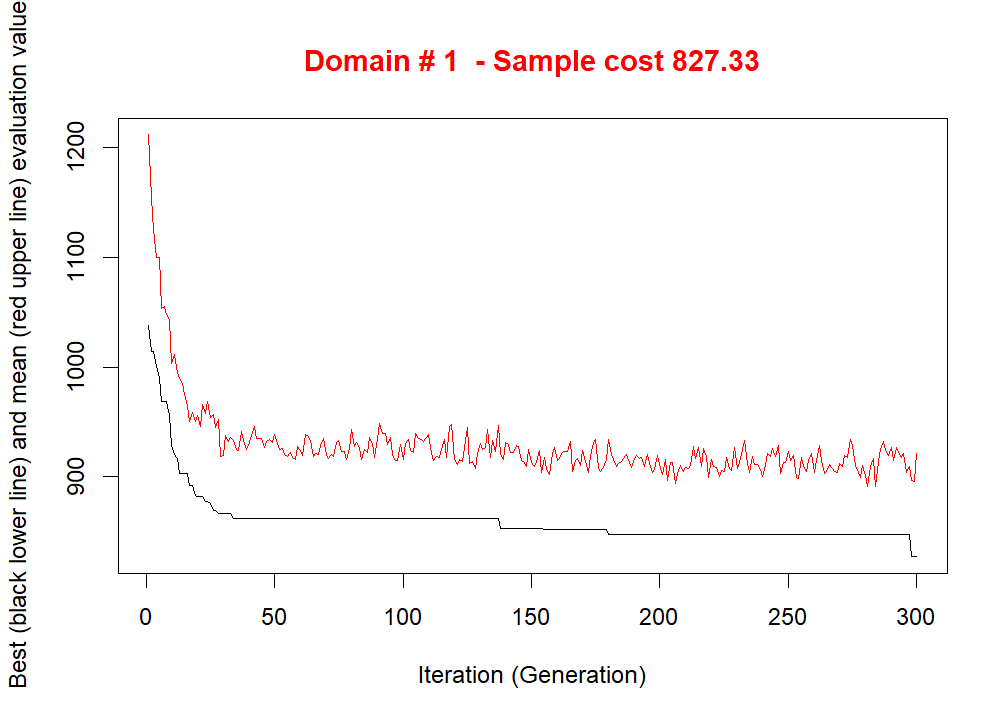 Domain # 1  - Sample cost 827.33
Best (black lower line) and mean (red upper line) evaluation value
1200
1100
1000
900
0 50 100 150 200 250 300
Iteration (Generation)